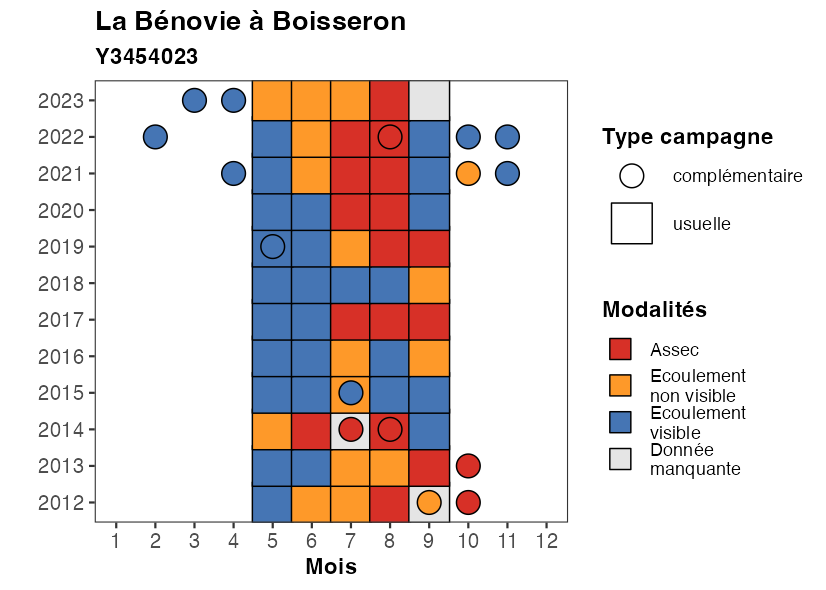 La Bénovie à Boisseron
Y3454023
2023
2022
2021
2020
2019
2018
2017
2016
2015
2014
2013
2012
1 2 3 4 5 6 7 8 9 10 11 12
Mois
Type campagne
complémentaire
usuelle
Modalités
Assec
Ecoulement
non visible
Ecoulement
visible
Donnée
manquante